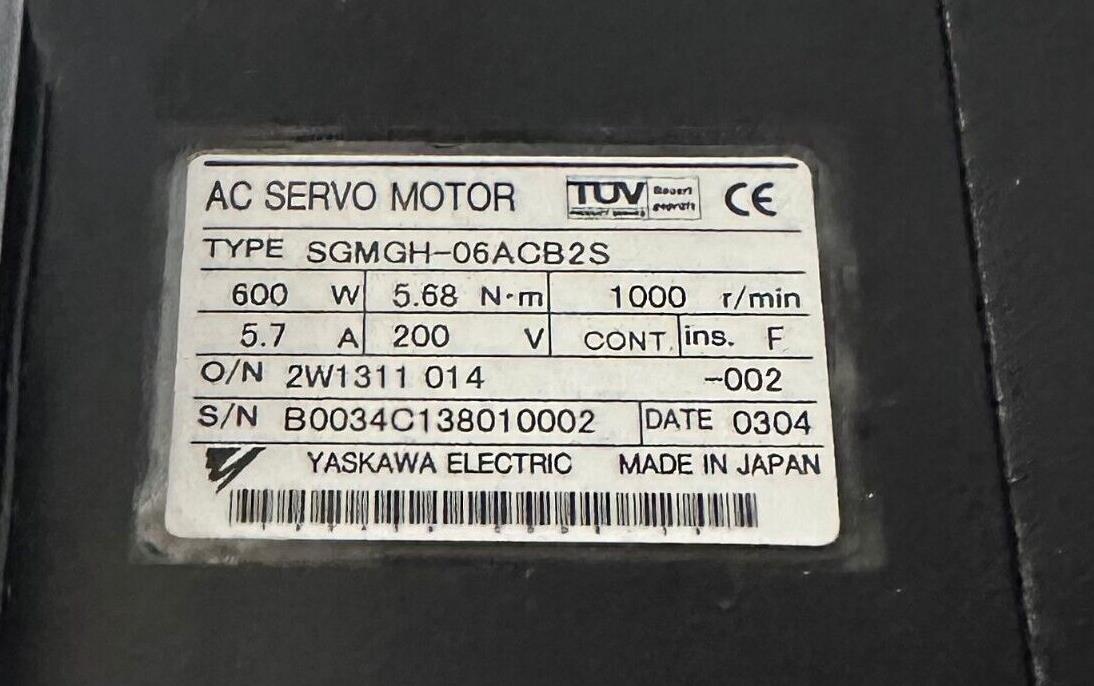 AC SERVO MOTOR TÜV CE
TYPE SGMGH-06ACB2S
600 W 5.68 N·m 1000 r/min
5.7 A 200 V CONT. ins. F
O/N 2W1311 014 -002
S/N B0034C138010002 DATE 0304
YASKAWA ELECTRIC MADE IN JAPAN